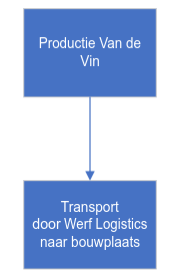 Productie Van de
Vin
Transport
door Werf Logistics
naar bouwplaats